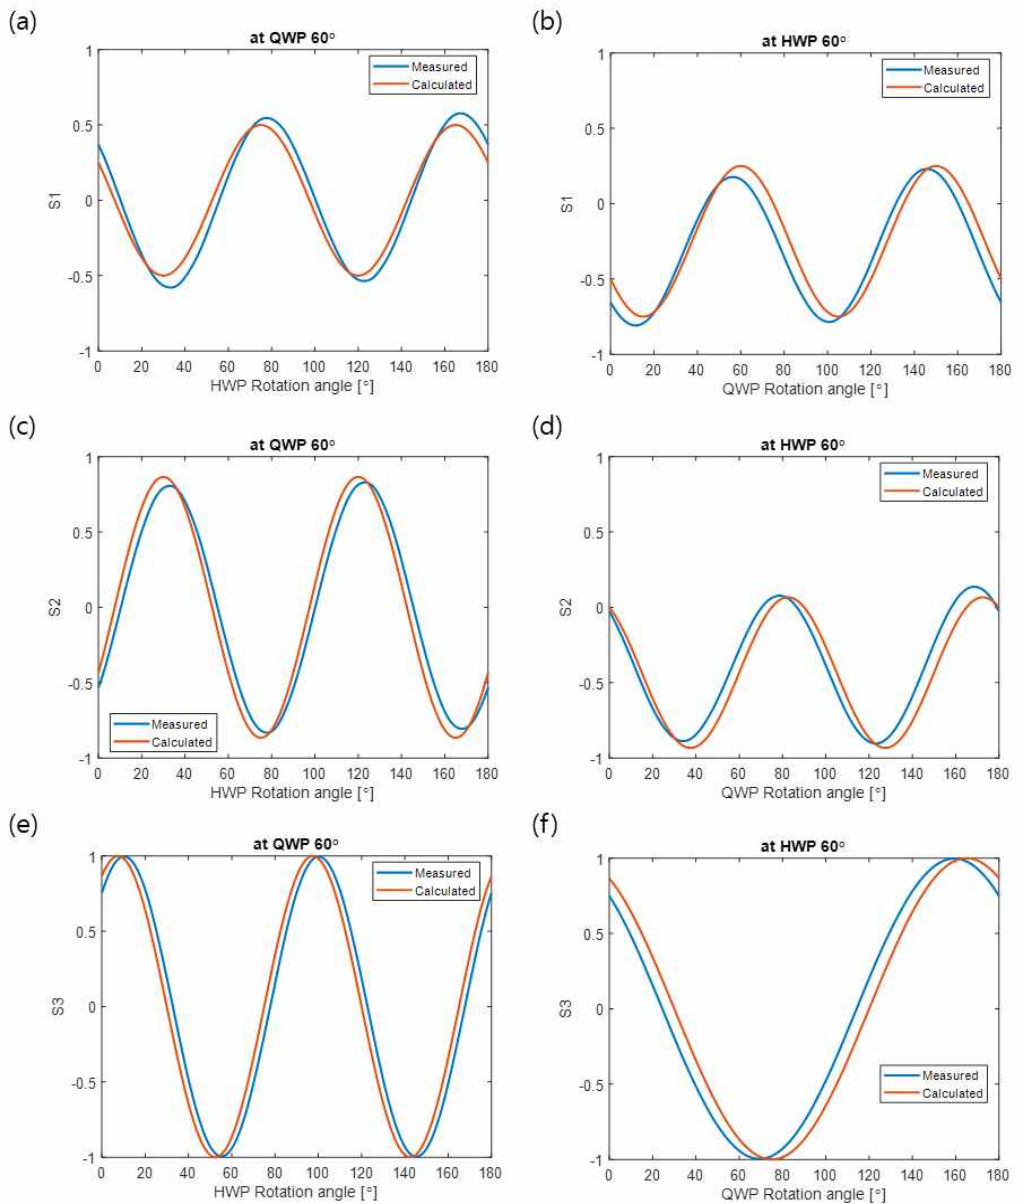 (a)
at QWP 60°
Measured
Calculated
1
0.5
0
-0.5
-1
S1
0 20 40 60 80 100 120 140 160 180
HWP Rotation angle [°]
(b)
at HWP 60°
Measured
Calculated
1
0.5
0
-0.5
-1
S1
0 20 40 60 80 100 120 140 160 180
QWP Rotation angle [°]
(c)
at QWP 60°
1
0.5
0
-0.5
-1
S2
Measured
Calculated
0 20 40 60 80 100 120 140 160 180
HWP Rotation angle [°]
(d)
at HWP 60°
Measured
Calculated
1
0.5
0
-0.5
-1
S2
0 20 40 60 80 100 120 140 160 180
QWP Rotation angle [°]
(e)
at QWP 60°
Measured
Calculated
1
0.5
0
-0.5
-1
S3
0 20 40 60 80 100 120 140 160 180
HWP Rotation angle [°]
(f)
at HWP 60°
1
0.5
0
-0.5
-1
S3
Measured
Calculated
0 20 40 60 80 100 120 140 160 180
QWP Rotation angle [°]